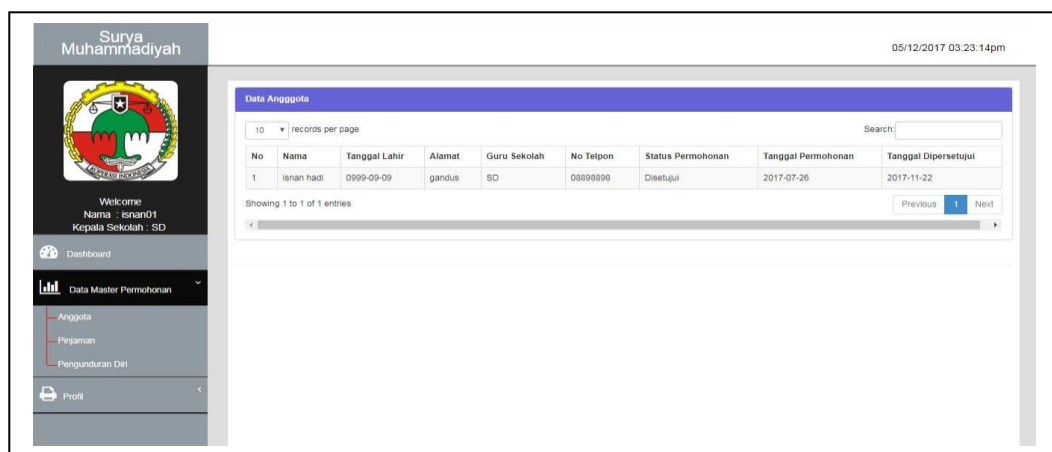 Surya
Muhammadiyah
05/12/2017 03:23:14pm
KOPERASI INDONESIA
Welcome
Nama : isnan01
Kepala Sekolah : SD
Dashboard
Data Master Permohonan
Anggota
Pinjaman
Pengunduran Diri
Profil
Data Angggota
10 records per page
Search:
No Nama Tanggal Lahir Alamat Guru Sekolah No Telpon Status Permohonan Tanggal Permohonan Tanggal Dipersetujui
1 isnan hadi 0999-09-09 gandus SD 08898898 Disetujui 2017-07-26 2017-11-22
Showing 1 to 1 of 1 entries
Previous 1 Next